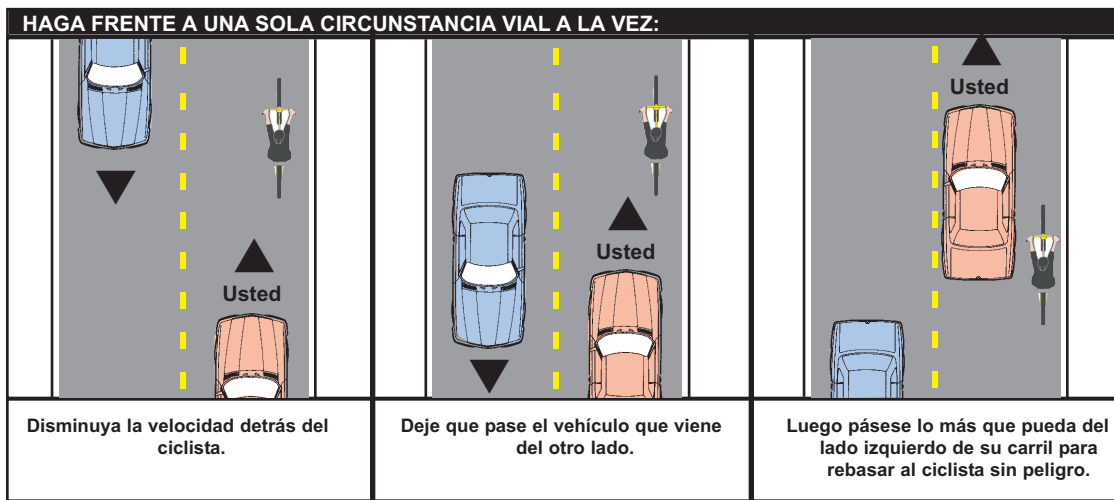 HAGA FRENTE A UNA SOLA CIRCUNSTANCIA VIAL A LA VEZ:
Usted
Disminuya la velocidad detrás del
ciclista.
Usted
Deje que pase el vehículo que viene
del otro lado.
Usted
Luego pásese lo más que pueda del
lado izquierdo de su carril para
rebasar al ciclista sin peligro.